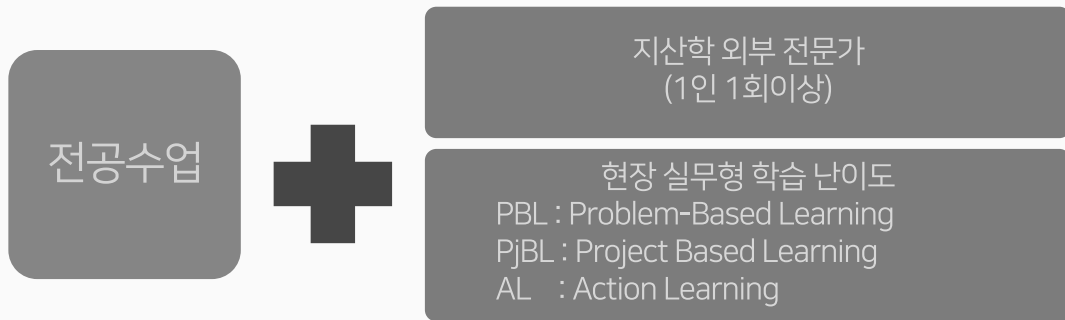 전공수업
지산학 외부 전문가
(1인 1회이상)
현장 실무형 학습 난이도
PBL : Problem-Based Learning
PjBL : Project Based Learning
AL : Action Learning